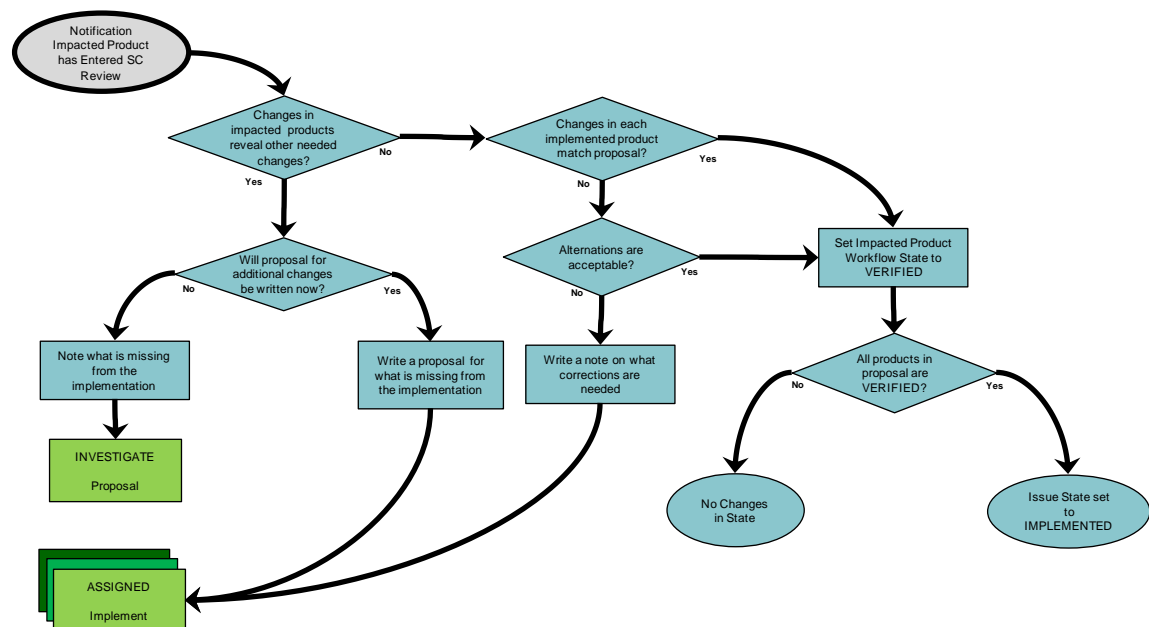 Notification
Impacted Product
has Entered SC
Review
Changes in
impacted products
reveal other needed
changes?
No
Yes
Changes in each
implemented product
match proposal?
Yes
No
Will proposal for
additional changes
be written now?
No
Yes
Alternations are
acceptable?
Yes
No
Set Impacted Product
Workflow State to
VERIFIED
Note what is missing
from the
implementation
Write a proposal for
what is missing from
the implementation
Write a note on what
corrections are
needed
All products in
proposal are
VERIFIED?
No
Yes
INVESTIGATE
Proposal
No Changes
in State
Issue State set
to
IMPLEMENTED
ASSIGNED
Implement